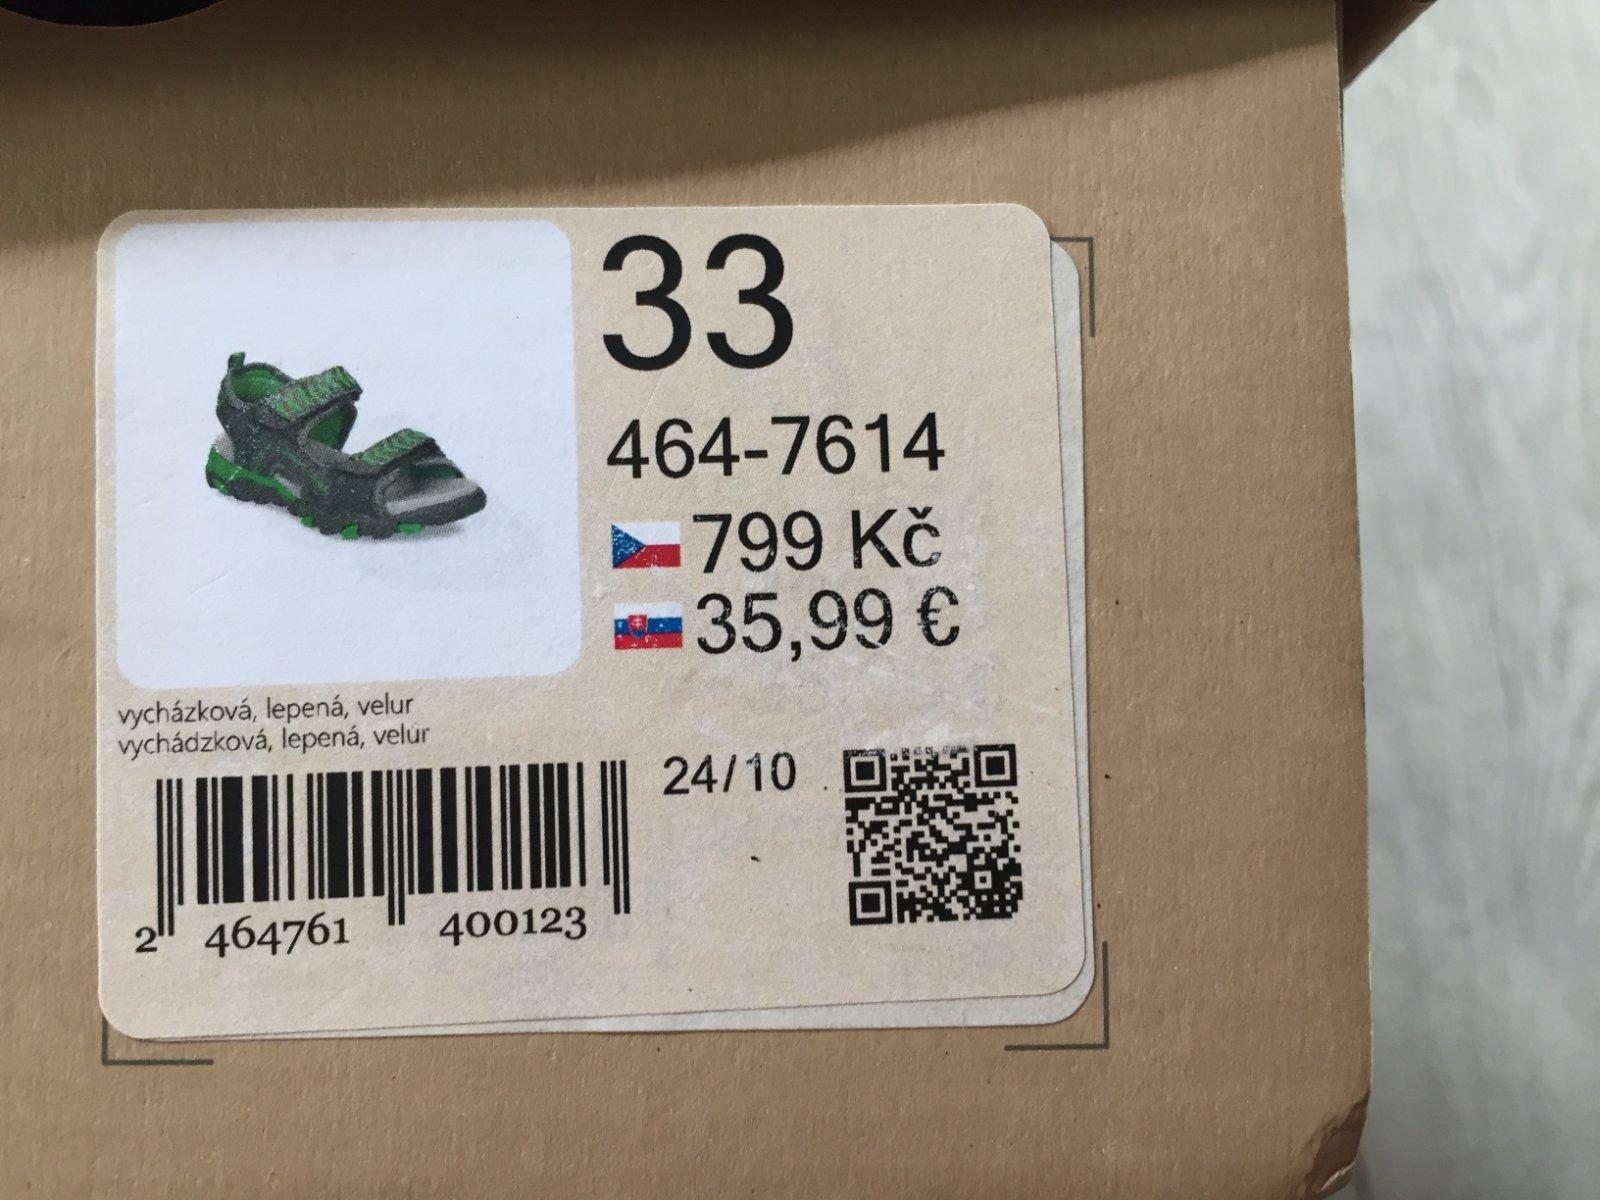 33
464-7614
799 Kč
35,99 €
vycházková, lepená, velur
vychádzková, lepená, velúr
24/10
2 464761 400123